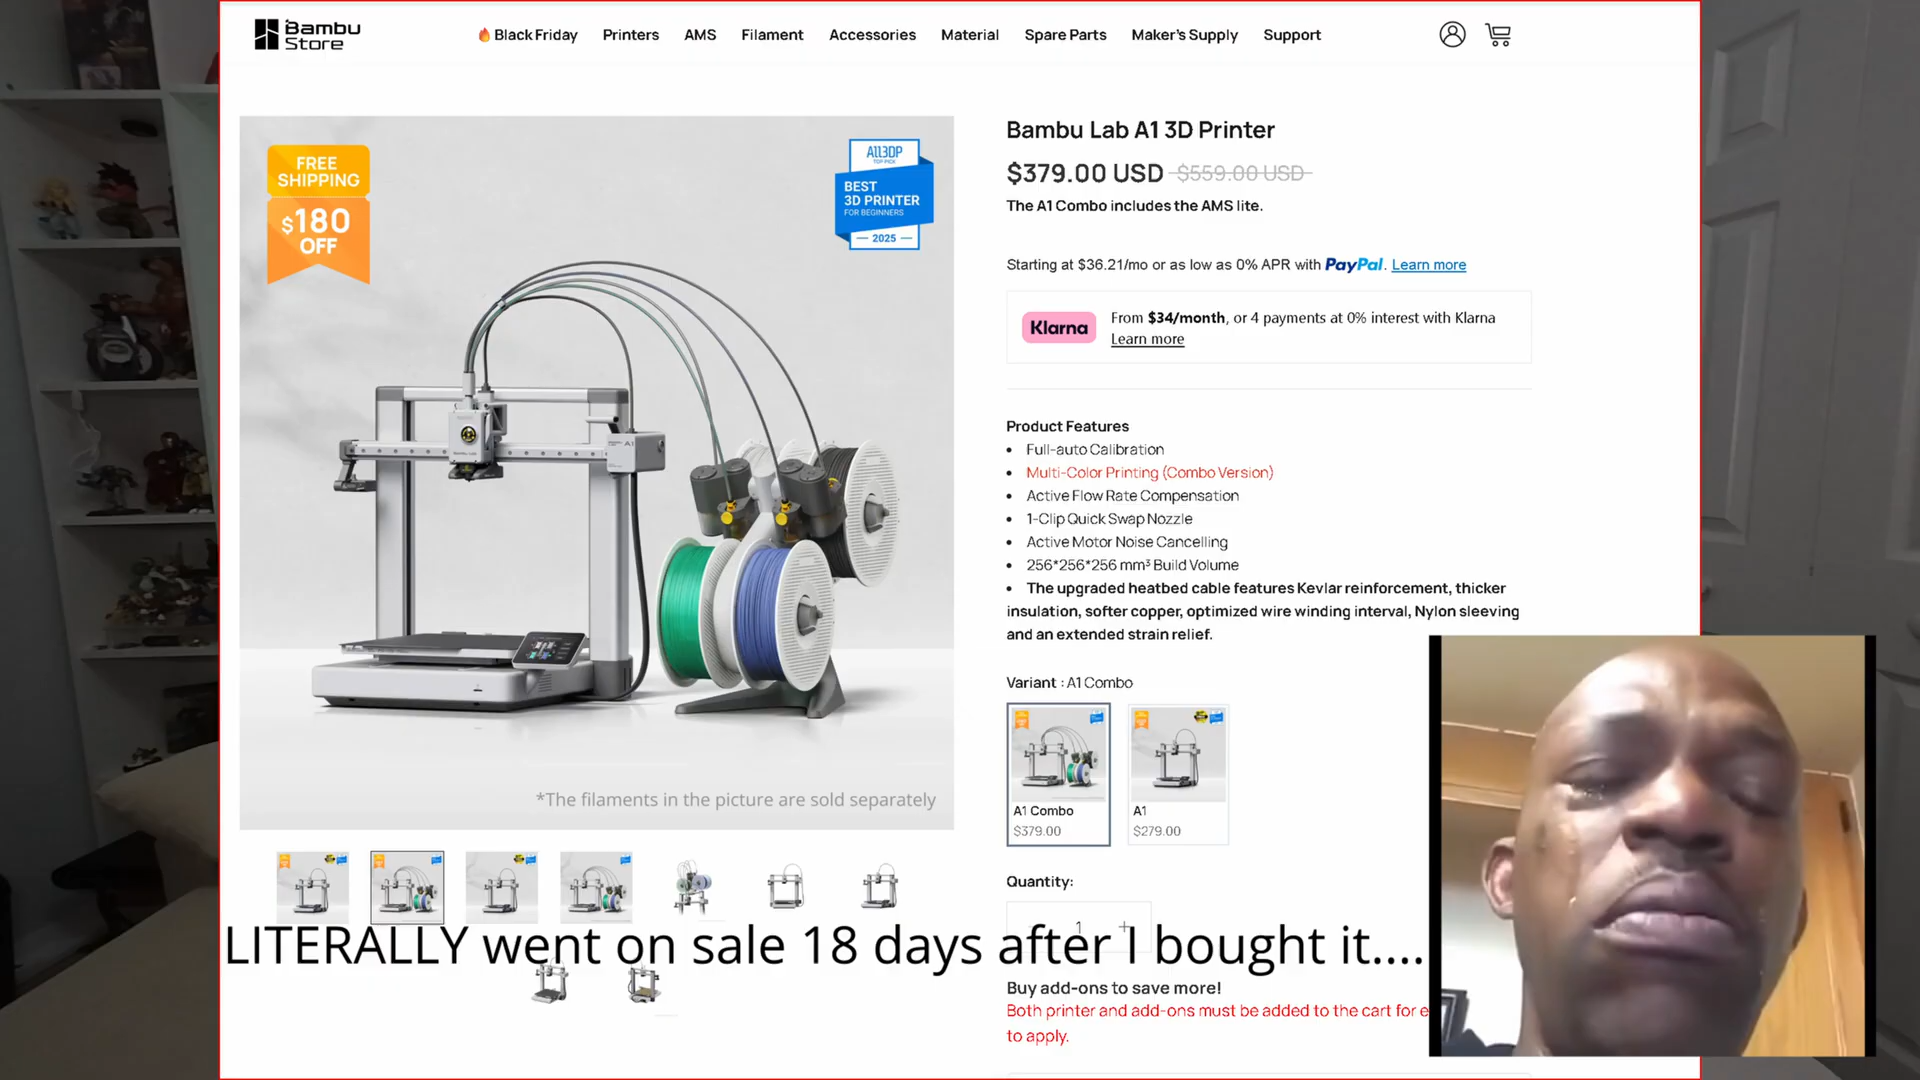 Bambu Store
Black Friday
Printers
AMS
Filament
Accessories
Material
Spare Parts
Maker's Supply
Support
FREE
SHIPPING
$180
OFF
ALL3DP
TOP PICK
BEST
3D PRINTER
FOR BEGINNERS
2025
*The filaments in the picture are sold separately
Bambu Lab A1 3D Printer
$379.00 USD $559.00 USD
The A1 Combo includes the AMS lite.
Starting at $36.21/mo or as low as 0% APR with PayPal. Learn more
Klarna
From $34/month, or 4 payments at 0% interest with Klarna
Learn more
Product Features
• Full-auto Calibration
• Multi-Color Printing (Combo Version)
• Active Flow Rate Compensation
• 1-Clip Quick Swap Nozzle
• Active Motor Noise Cancelling
• 256*256*256 mm³ Build Volume
• The upgraded heatbed cable features Kevlar reinforcement, thicker
insulation, softer copper, optimized wire winding interval, Nylon sleeving
and an extended strain relief.
Variant : A1 Combo
A1 Combo
$379.00
A1
$279.00
Quantity:
1 +
LITERALLY went on sale 18 days after I bought it....
Buy add-ons to save more!
Both printer and add-ons must be added to the cart for e
to apply.